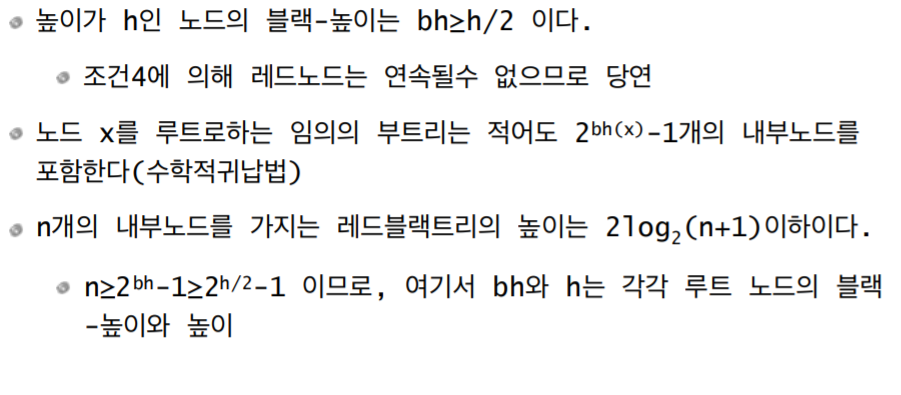 높이가 h인 노드의 블랙-높이는 bh≥h/2 이다.
조건4에 의해 레드노드는 연속될수 없으므로 당연
노드 x를 루트로하는 임의의 부트리는 적어도 2^bh(x)-1개의 내부노드를
포함한다(수학적귀납법)
n개의 내부노드를 가지는 레드블랙트리의 높이는 2log₂(n+1)이하이다.
n≥2^bh-1≥2^h/2-1 이므로, 여기서 bh와 h는 각각 루트 노드의 블랙
-높이와 높이